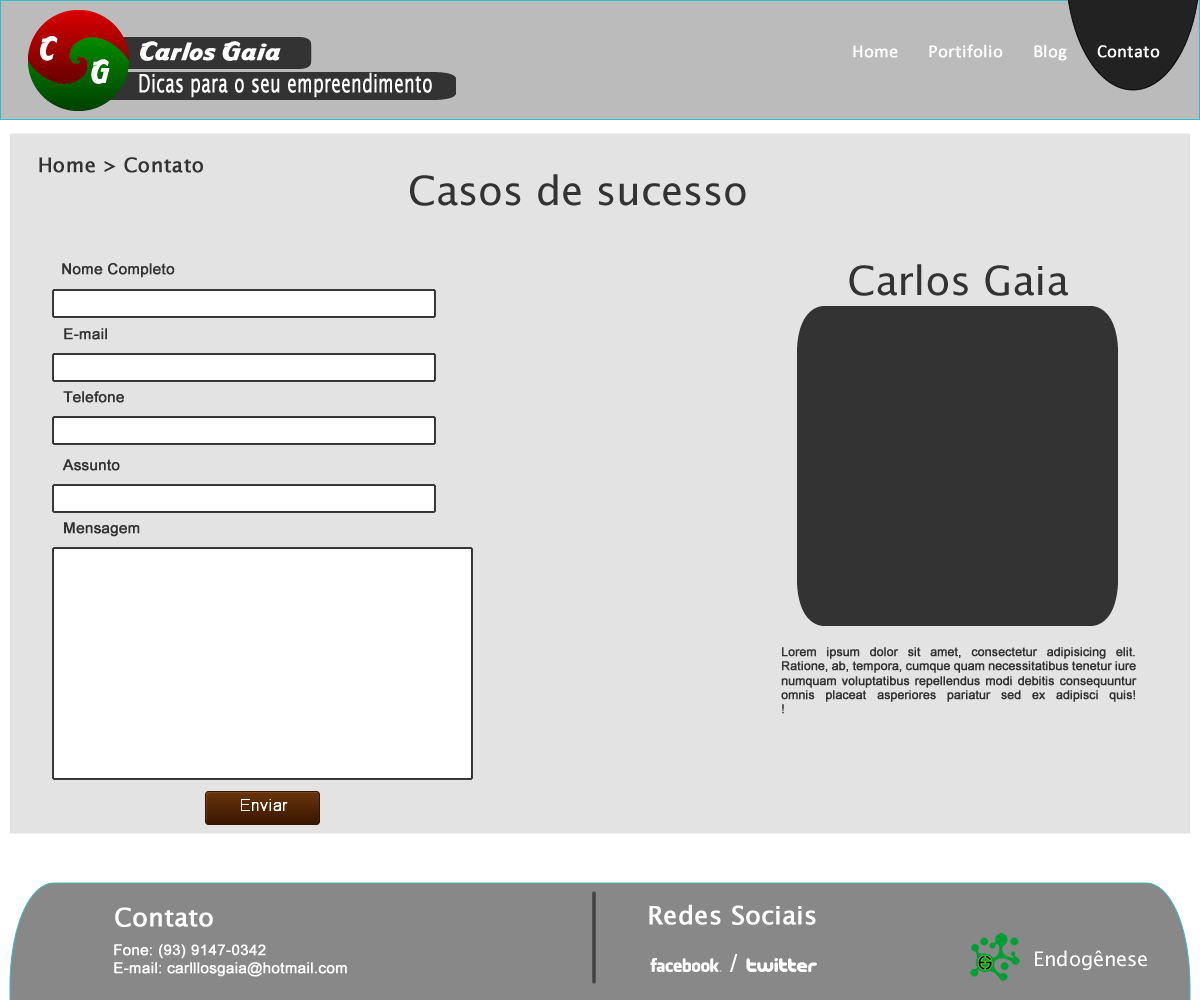 C G
Carlos Gaia
Dicas para o seu empreendimento
Home Portifolio Blog Contato
Home > Contato
Casos de sucesso
Nome Completo
E-mail
Telefone
Assunto
Mensagem
Enviar
Carlos Gaia
Lorem ipsum dolor sit amet, consectetur adipisicing elit.
Ratione, ab, tempora, cumque quam necessitatibus tenetur iure
numquam voluptatibus repellendus modi debitis consequuntur
omnis placeat asperiores pariatur sed ex adipisci quis!
!
Contato
Fone: (93) 9147-0342
E-mail: carlllosgaia@hotmail.com
Redes Sociais
facebook. / twitter
EG
Endogênese